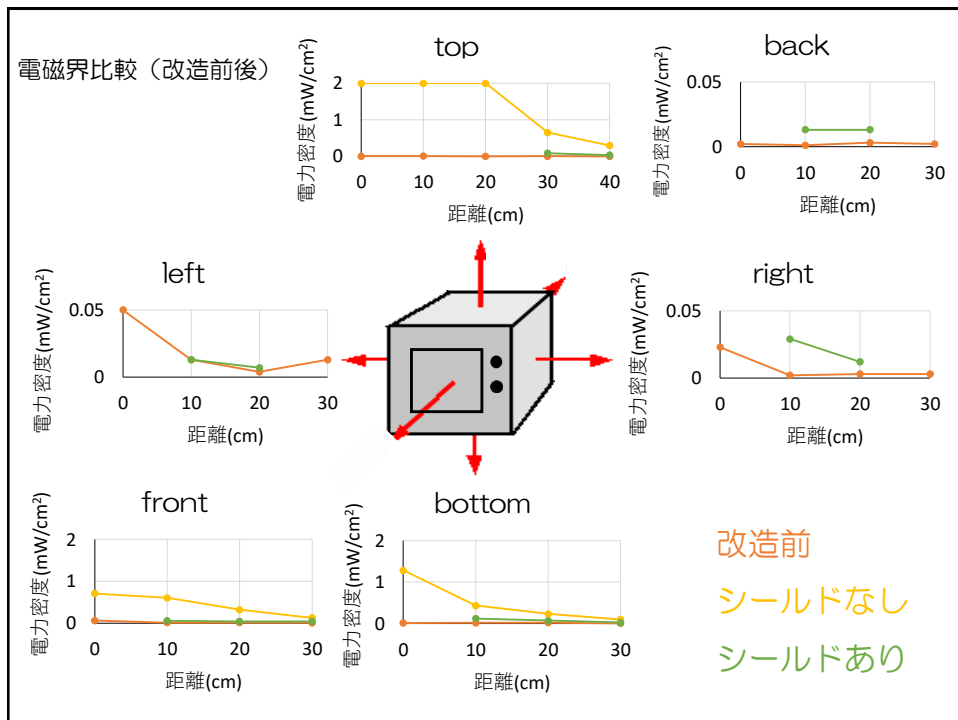 電磁界比較（改造前後）
top
電力密度(mW/cm²)
2
1
0
0 10 20 30 40
距離(cm)
back
電力密度(mW/cm²)
0.05
0
0 10 20 30
距離(cm)
left
電力密度(mW/cm²)
0.05
0
0 10 20 30
距離(cm)
right
電力密度(mW/cm²)
0.05
0
0 10 20 30
距離(cm)
front
電力密度(mW/cm²)
2
1
0
0 10 20 30
距離(cm)
bottom
電力密度(mW/cm²)
2
1
0
0 10 20 30
距離(cm)
改造前
シールドなし
シールドあり